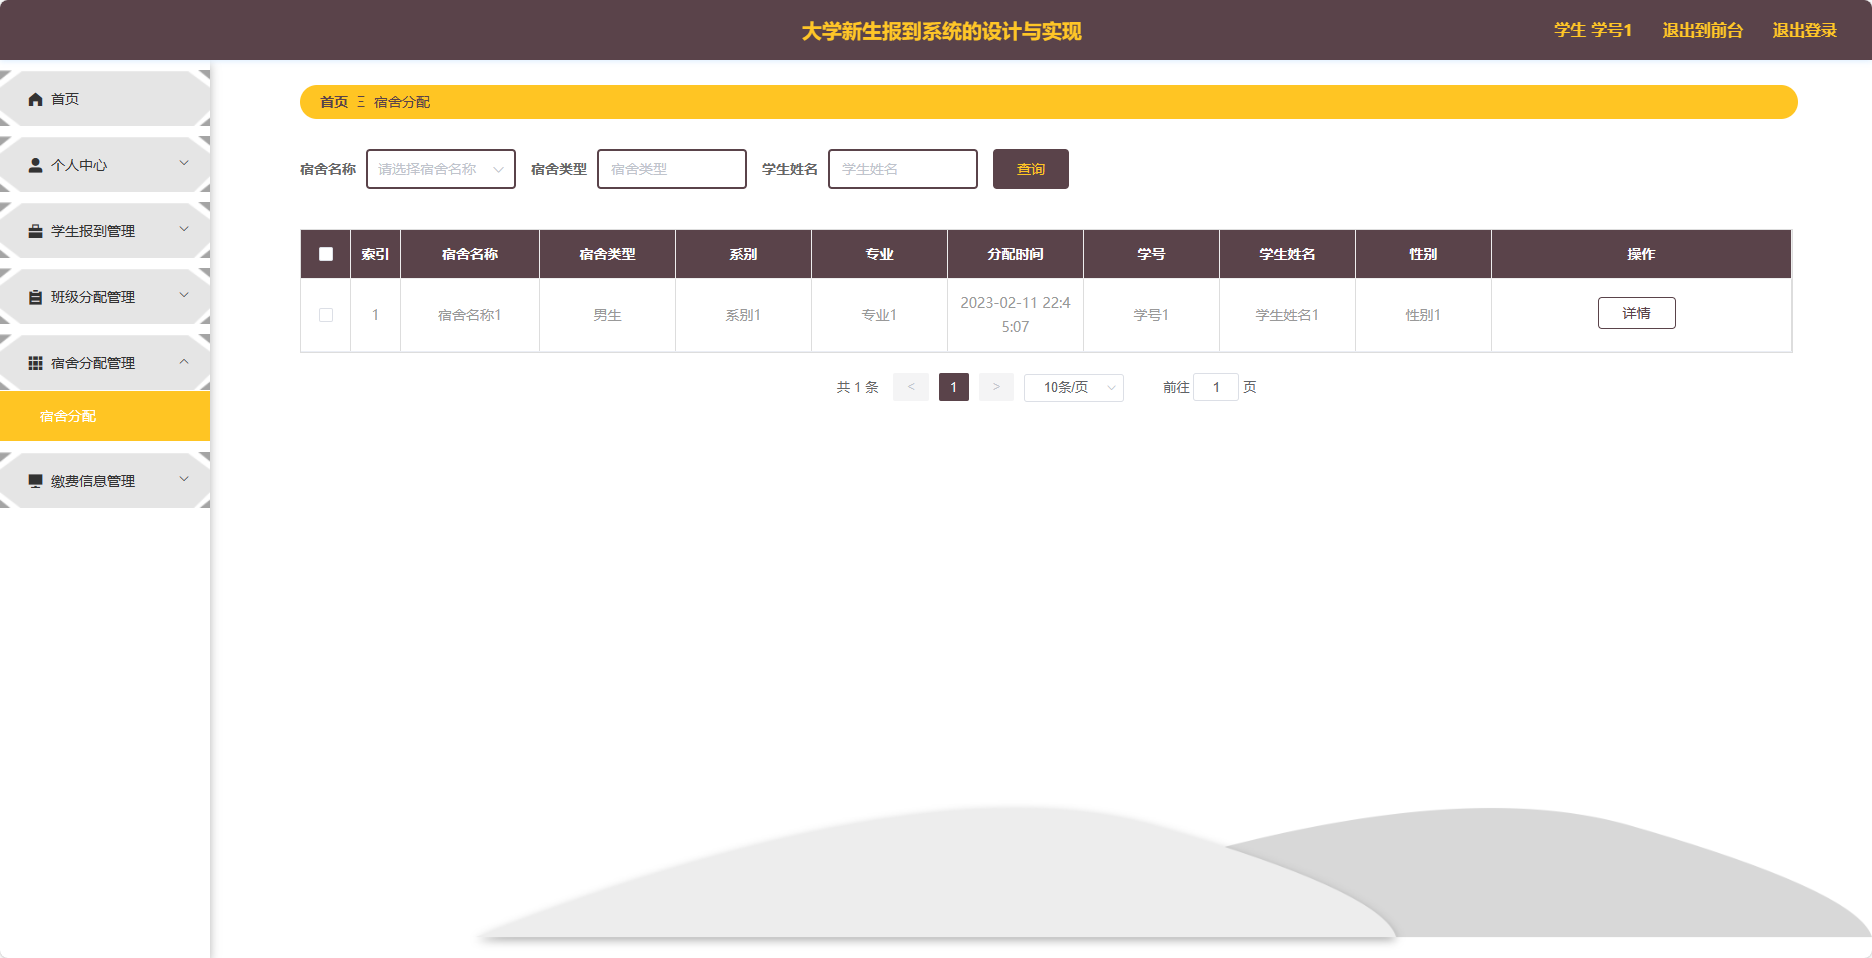 大学新生报到系统的设计与实现
学生 学号1 退出到前台 退出登录
首页
个人中心
学生报到管理
班级分配管理
宿舍分配管理
宿舍分配
缴费信息管理
首页 Ξ 宿舍分配
宿舍名称 请选择宿舍名称 宿舍类型 宿舍类型 学生姓名 学生姓名 查询
索引 宿舍名称 宿舍类型 系别 专业 分配时间 学号 学生姓名 性别 操作
1 宿舍名称1 男生 系别1 专业1 2023-02-11 22:4
5:07 学号1 学生姓名1 性别1 详情
共 1 条 < 1 > 10条/页 前往 1 页